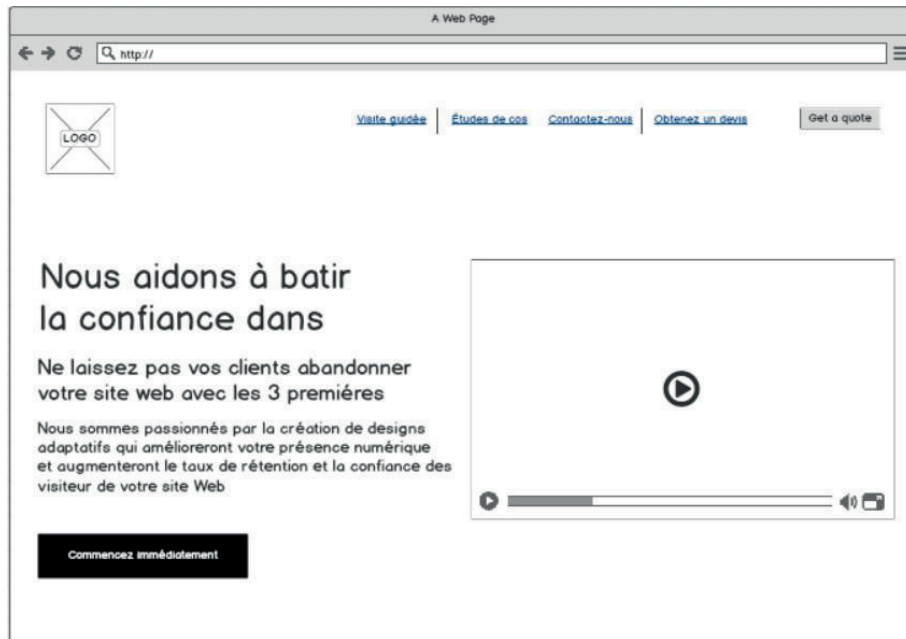 A Web Page
http://
LOGO
Visite guidée
Études de cos
Contactez-nous
Obtenez un devis
Get a quote
Nous aidons à batir
la confiance dans
Ne laissez pas vos clients abandonner
votre site web avec les 3 premiéres
Nous sommes passionnés par la création de designs
adaptatifs qui amélioreront votre présence numérique
et augmenteront le taux de rétention et la confiance des
visiteur de votre site Web
Commencez immédiatement